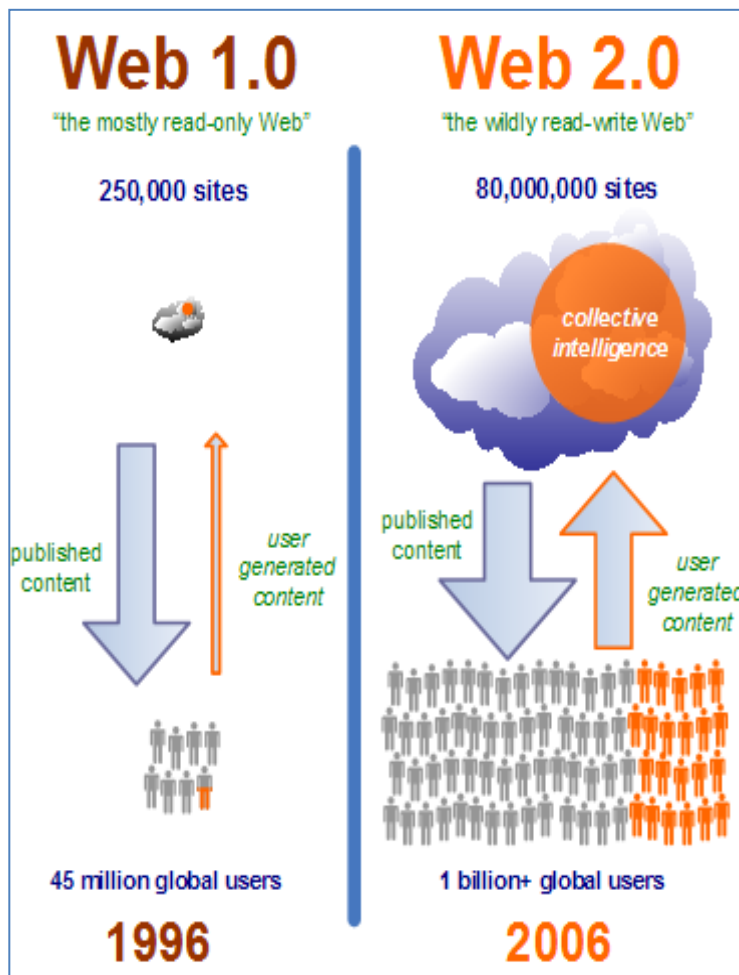 Web 1.0
“the mostly read-only Web”
250,000 sites
published
content
user
generated
content
45 million global users
1996
Web 2.0
“the wildly read-write Web”
80,000,000 sites
collective
intelligence
published
content
user
generated
content
1 billion+ global users
2006